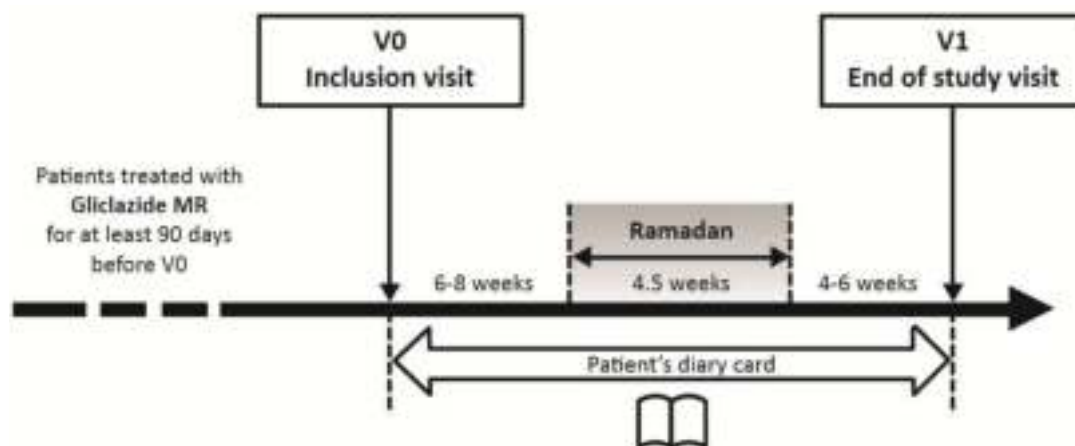 V0
Inclusion visit
V1
End of study visit
Patients treated with
Gliclazide MR
for at least 90 days
before V0
Ramadan
6-8 weeks
4.5 weeks
4-6 weeks
Patient's diary card